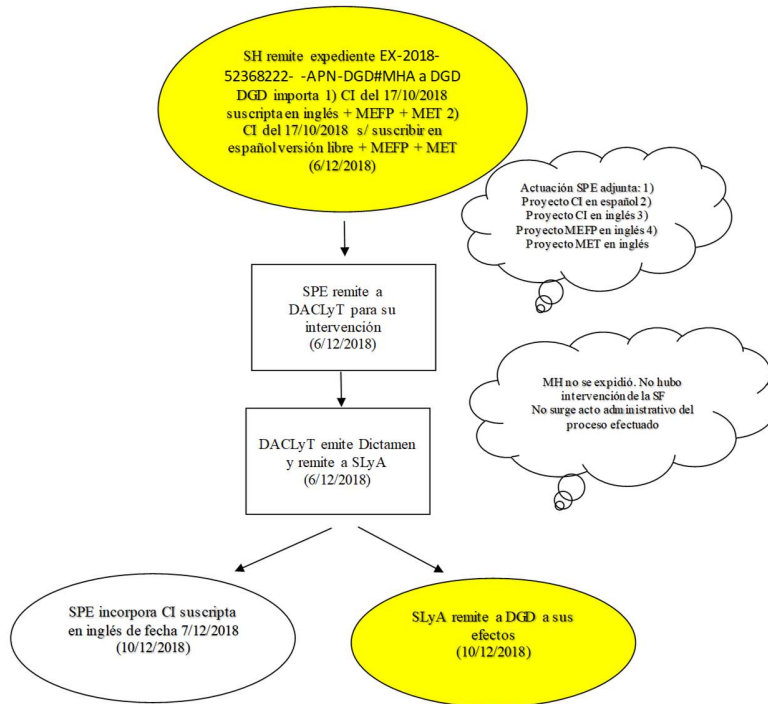 SH remite expediente EX-2018-
52368222- -APN-DGD#MHA a DGD
DGD importa 1) CI del 17/10/2018
suscripta en inglés + MEFP + MET 2)
CI del 17/10/2018 s/ suscribir en
español versión libre + MEFP + MET
(6/12/2018)
Actuación SPE adjunta: 1)
Proyecto CI en español 2)
Proyecto CI en inglés 3)
Proyecto MEFP en inglés 4)
Proyecto MET en inglés
SPE remite a
DACLyT para su
intervención
(6/12/2018)
MH no se expidió. No hubo
intervención de la SF
No surge acto administrativo del
proceso efectuado
DACLyT emite Dictamen
y remite a SLyA
(6/12/2018)
SPE incorpora CI suscripta
en inglés de fecha 7/12/2018
(10/12/2018)
SLyA remite a DGD a sus
efectos
(10/12/2018)